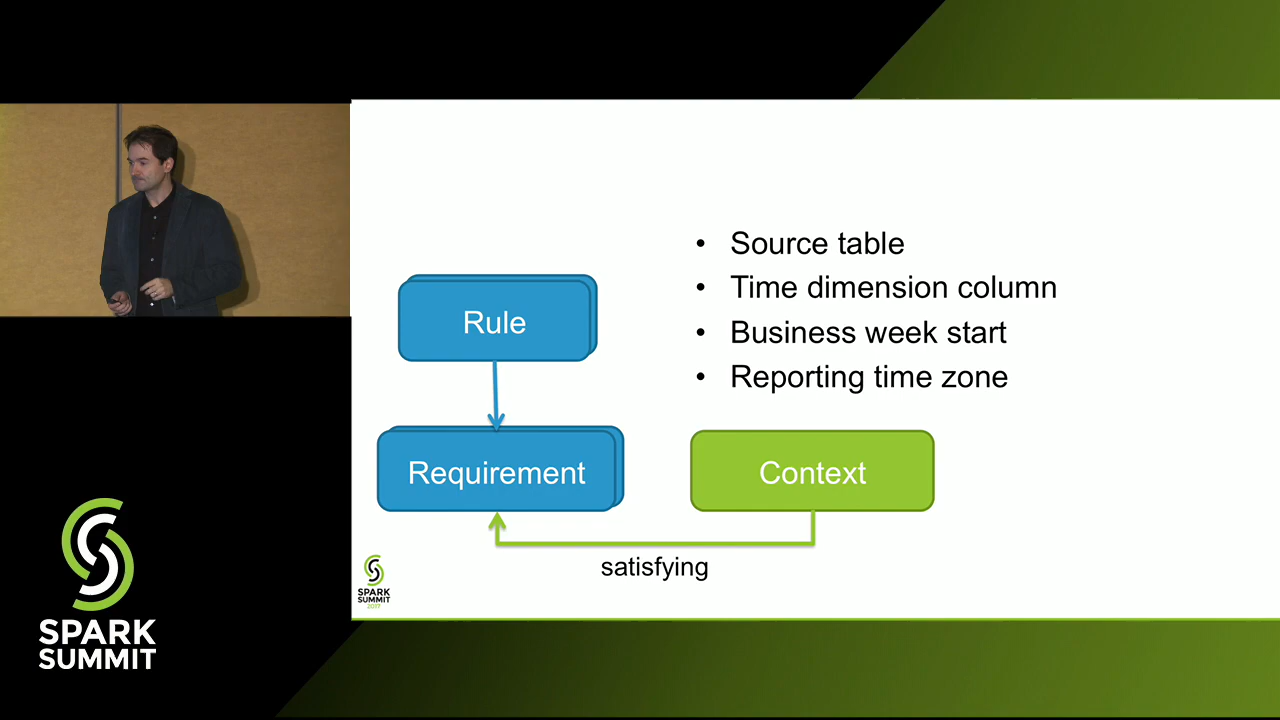 • Source table
• Time dimension column
• Business week start
• Reporting time zone
Rule
Requirement
Context
satisfying
SPARK
SUMMIT
2017
SPARK
SUMMIT